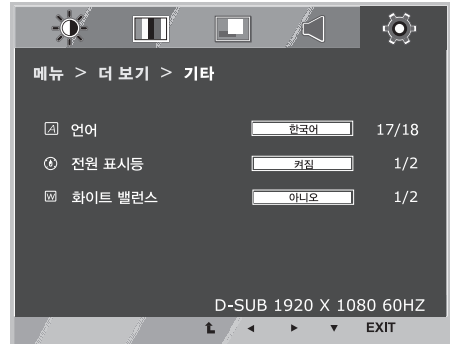 메뉴 > 더 보기 > 기타
언어 한국어 17/18
전원 표시등 켜짐 1/2
화이트 밸런스 아니오 1/2
D-SUB 1920 X 1080 60HZ
EXIT